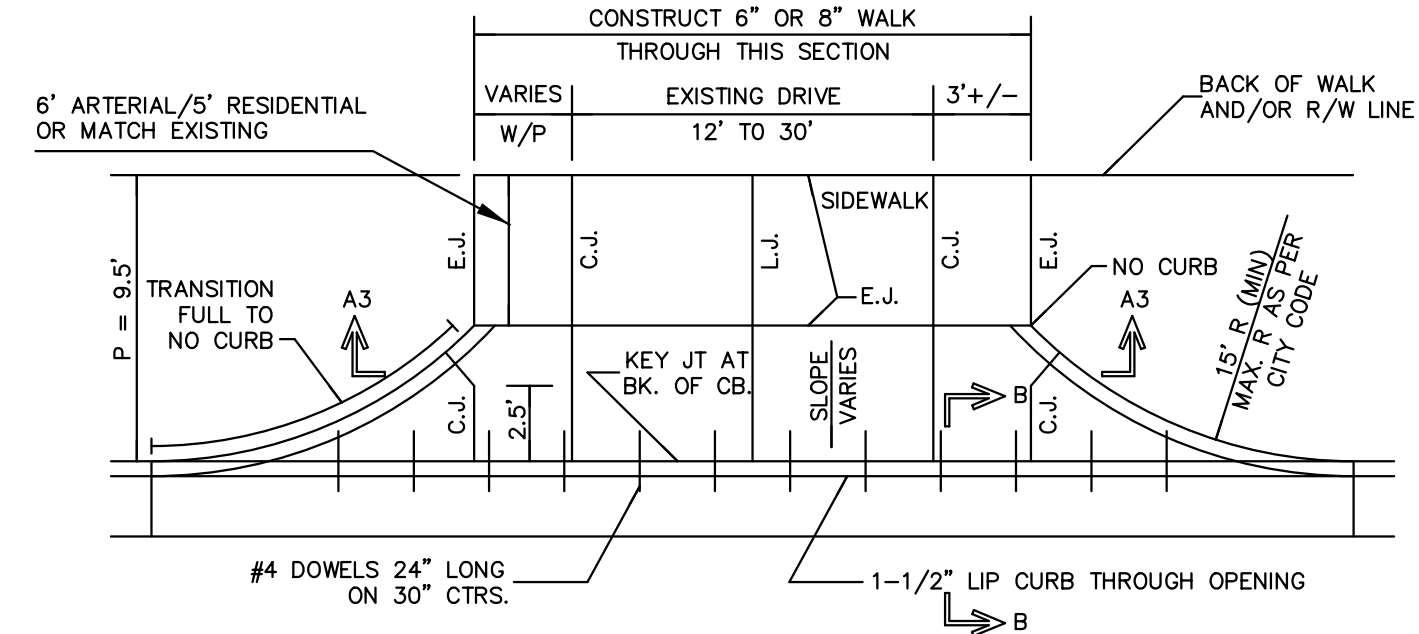 CONSTRUCT 6" OR 8" WALK
THROUGH THIS SECTION
6' ARTERIAL/5' RESIDENTIAL
OR MATCH EXISTING
VARIES
W/P
EXISTING DRIVE
12' TO 30'
3'+/-
BACK OF WALK
AND/OR R/W LINE
P = 9.5'
TRANSITION
FULL TO
NO CURB
A3
E.J.
C.J.
L.J.
SIDEWALK
E.J.
C.J.
E.J.
NO CURB
A3
15' R (MIN)
MAX. R AS PER
CITY CODE
C.J.
2.5'
KEY JT AT
BK. OF CB.
SLOPE
VARIES
B
C.J.
#4 DOWELS 24" LONG
ON 30" CTRS.
1-1/2" LIP CURB THROUGH OPENING
B